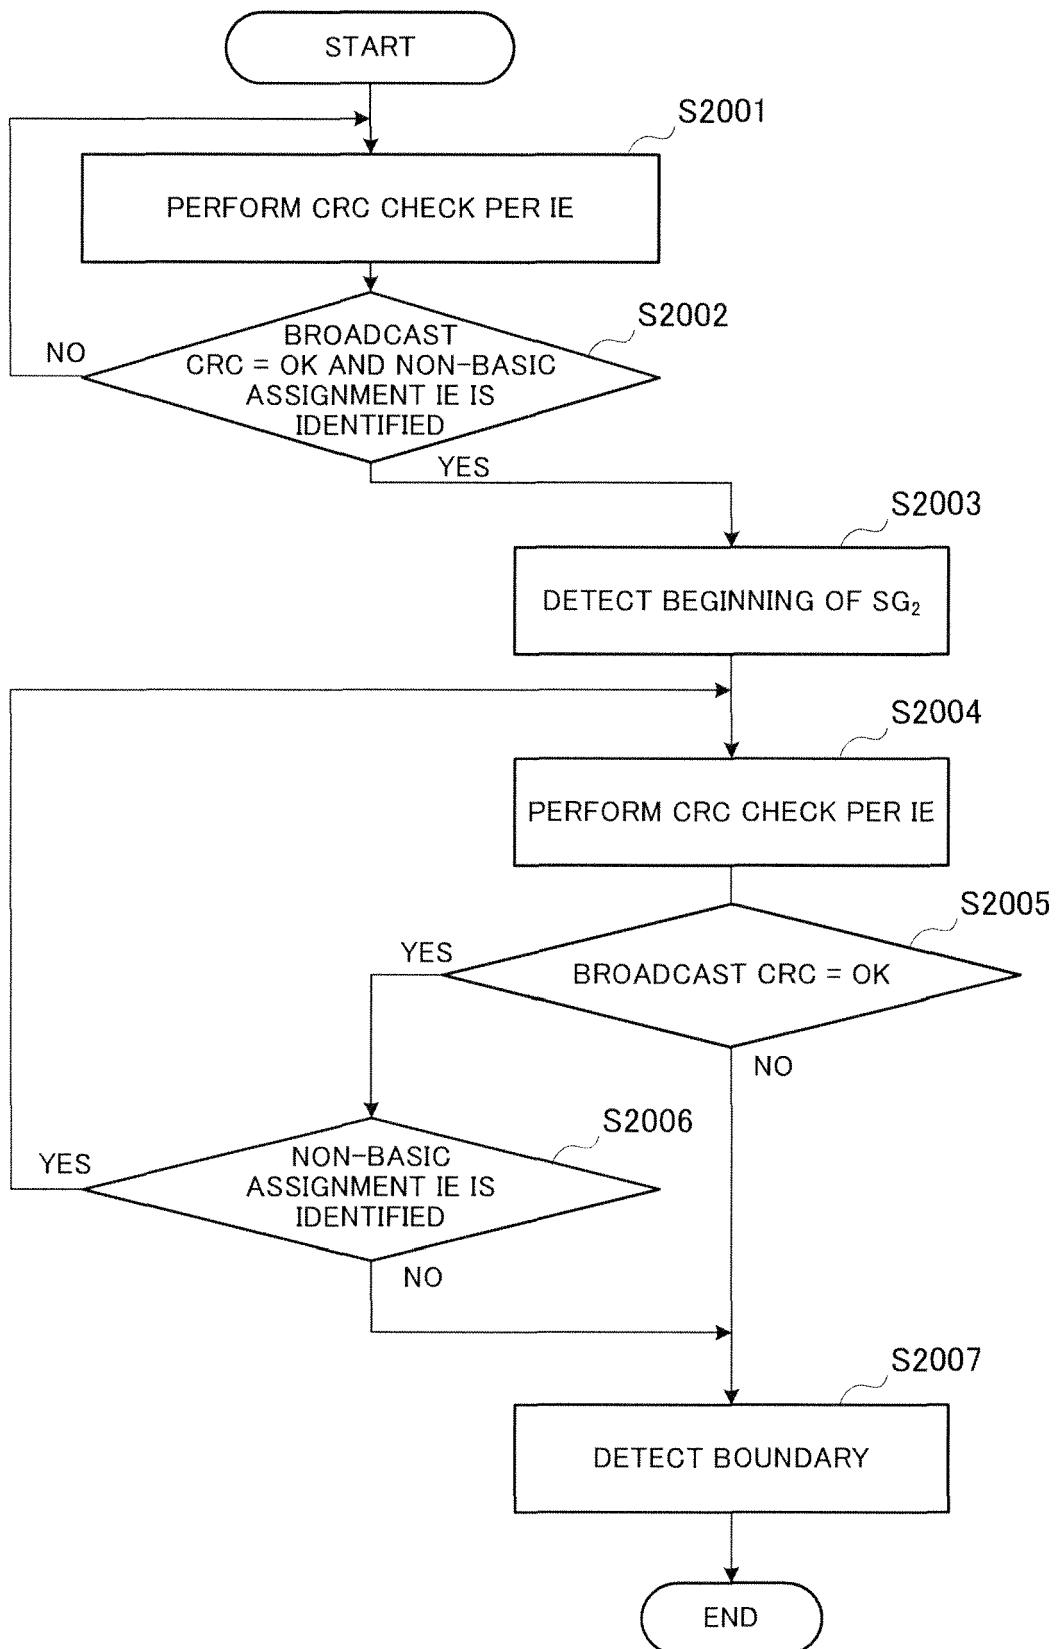 START
S2001
PERFORM CRC CHECK PER IE
S2002
BROADCAST
CRC = OK AND NON-BASIC
ASSIGNMENT IE IS
IDENTIFIED
NO
YES
S2003
DETECT BEGINNING OF SG₂
S2004
PERFORM CRC CHECK PER IE
S2005
BROADCAST CRC = OK
YES
NO
S2006
NON-BASIC
ASSIGNMENT IE IS
IDENTIFIED
YES
NO
S2007
DETECT BOUNDARY
END